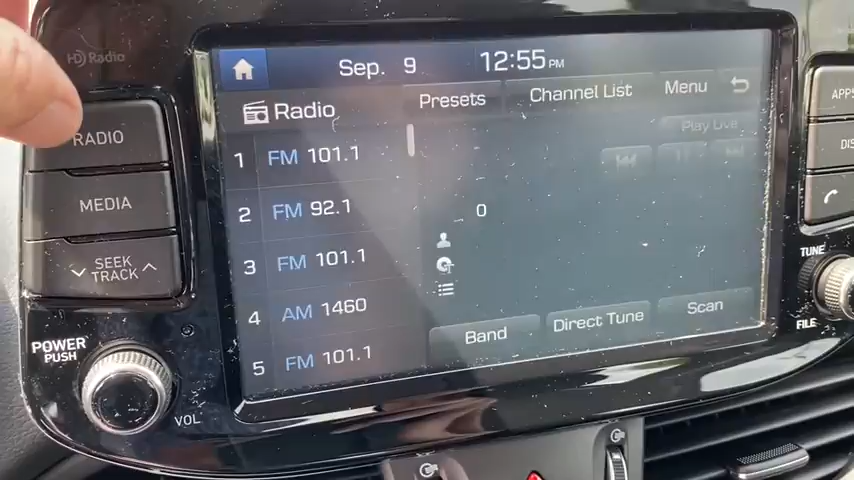 HD Radio
Sep. 9 12:55 PM
Radio Presets Channel List Menu
Play Live
1 FM 101.1
2 FM 92.1
3 FM 101.1
4 AM 1460
5 FM 101.1
0
Band Direct Tune Scan
RADIO
MEDIA
SEEK
TRACK
POWER
PUSH
VOL
APPS
TUNE
FILE